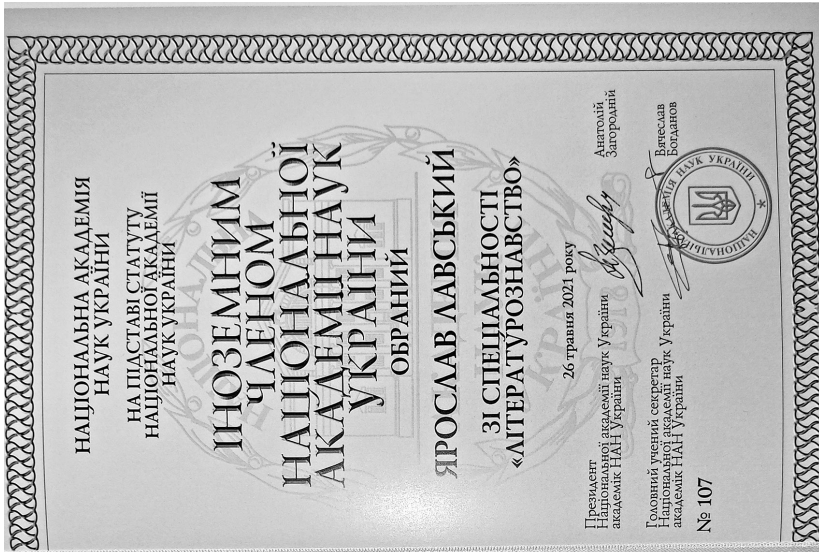 НАЦІОНАЛЬНА АКАДЕМІЯ
НАУК УКРАЇНИ
НА ПІДСТАВІ СТАТУТУ
НАЦІОНАЛЬНОЇ АКАДЕМІЇ
НАУК УКРАЇНИ
ІНОЗЕМНИМ
ЧЛЕНОМ
НАЦІОНАЛЬНОЇ
АКАДЕМІЇ НАУК
УКРАЇНИ
ОБРАНИЙ
ЯРОСЛАВ ЛАВСЬКИЙ
ЗІ СПЕЦІАЛЬНОСТІ
«ЛІТЕРАТУРОЗНАВСТВО»
26 травня 2021 року
Президент
Національної академії наук України
академік НАН України
Анатолій
Загородній
Головний учений секретар
Національної академії наук України
академік НАН України
Вячеслав
Богданов
НАЦІОНАЛЬНА АКАДЕМІЯ НАУК УКРАЇНИ
1918
№ 107